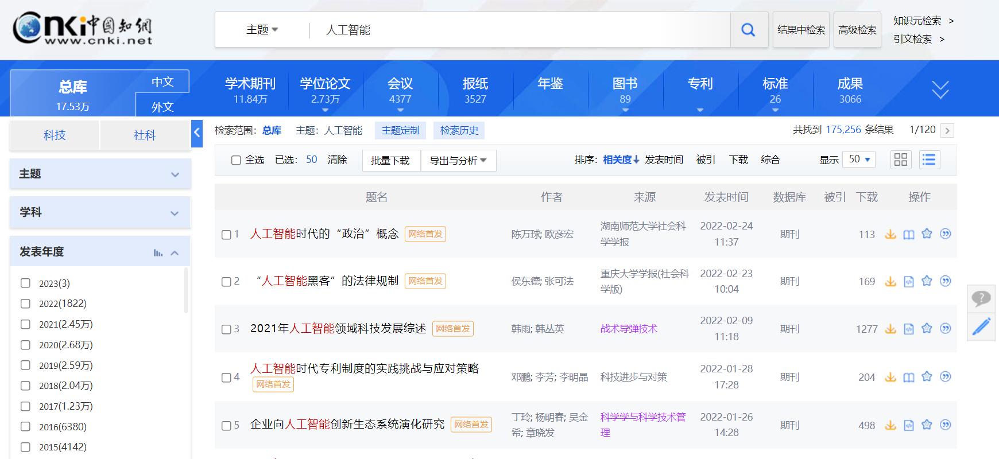 Cnki中国知網
www.cnki.net
主题
人工智能
结果中检索
高级检索
知识元检索 >
引文检索 >
总库
17.53万
中文
外文
学术期刊
11.84万
学位论文
2.73万
会议
4377
报纸
3527
年鉴
图书
89
专利
标准
26
成果
3066
科技
社科
检索范围：总库 主题：人工智能 主题定制 检索历史
共找到 175,256 条结果 1/120 >
全选 已选：50 清除 批量下载 导出与分析
排序：相关度↓ 发表时间 被引 下载 综合
显示 50
主题
学科
发表年度
2023(3)
2022(1822)
2021(2.45万)
2020(2.68万)
2019(2.59万)
2018(2.04万)
2017(1.23万)
2016(6380)
2015(4142)
题名 作者 来源 发表时间 数据库 被引 下载 操作
1 人工智能时代的“政治”概念 网络首发
陈万球; 欧彦宏
湖南师范大学社会科
学学报
2022-02-24
11:37
期刊
113
2 “人工智能黑客”的法律规制 网络首发
侯东德; 张可法
重庆大学学报(社会科
学版)
2022-02-23
10:04
期刊
169
3 2021年人工智能领域科技发展综述 网络首发
韩雨; 韩丛英
战术导弹技术
2022-02-09
11:18
期刊
1277
4 人工智能时代专利制度的实践挑战与应对策略
网络首发
邓鹏; 李芳; 李明晶
科技进步与对策
2022-01-28
17:28
期刊
204
5 企业向人工智能创新生态系统演化研究 网络首发
丁玲; 杨明春; 吴金
希; 章晓发
科学学与科学技术管
理
2022-01-26
14:28
期刊
498